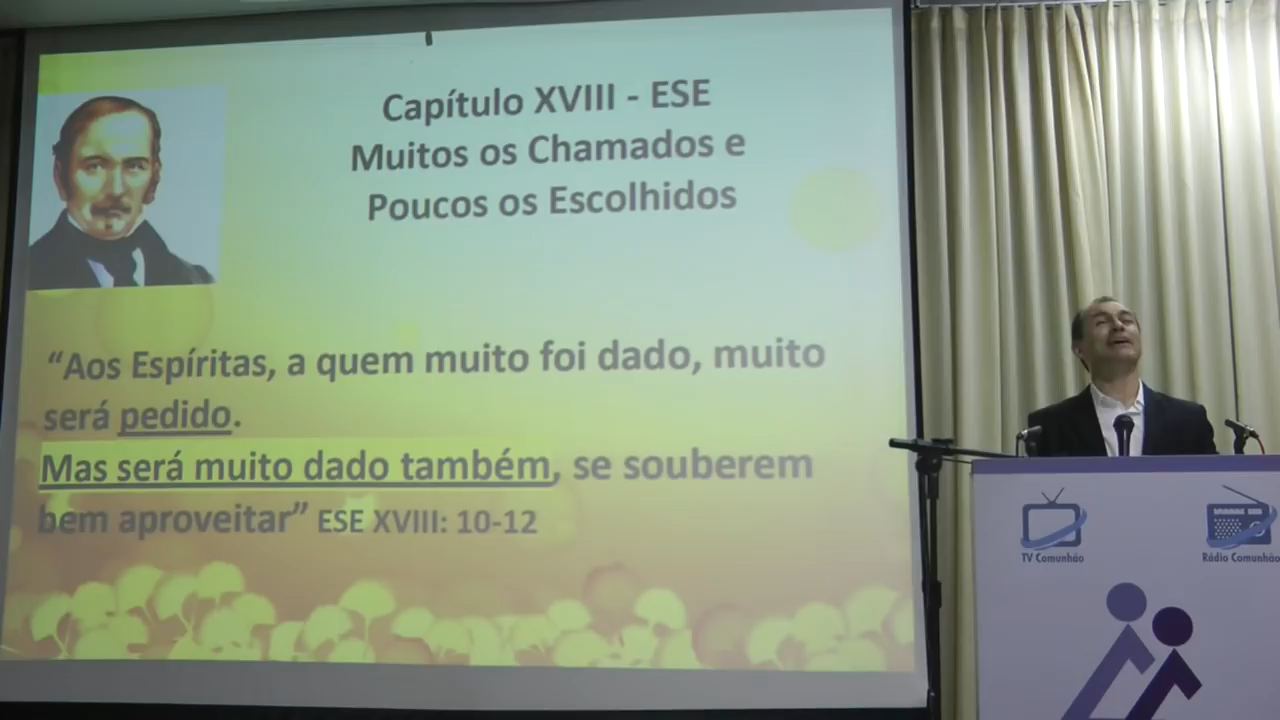 Capítulo XVIII - ESE
Muitos os Chamados e
Poucos os Escolhidos
“Aos Espíritas, a quem muito foi dado, muito
será pedido.
Mas será muito dado também, se souberem
bem aproveitar” ESE XVIII: 10-12
TV Comunhão
Rádio Comunhão